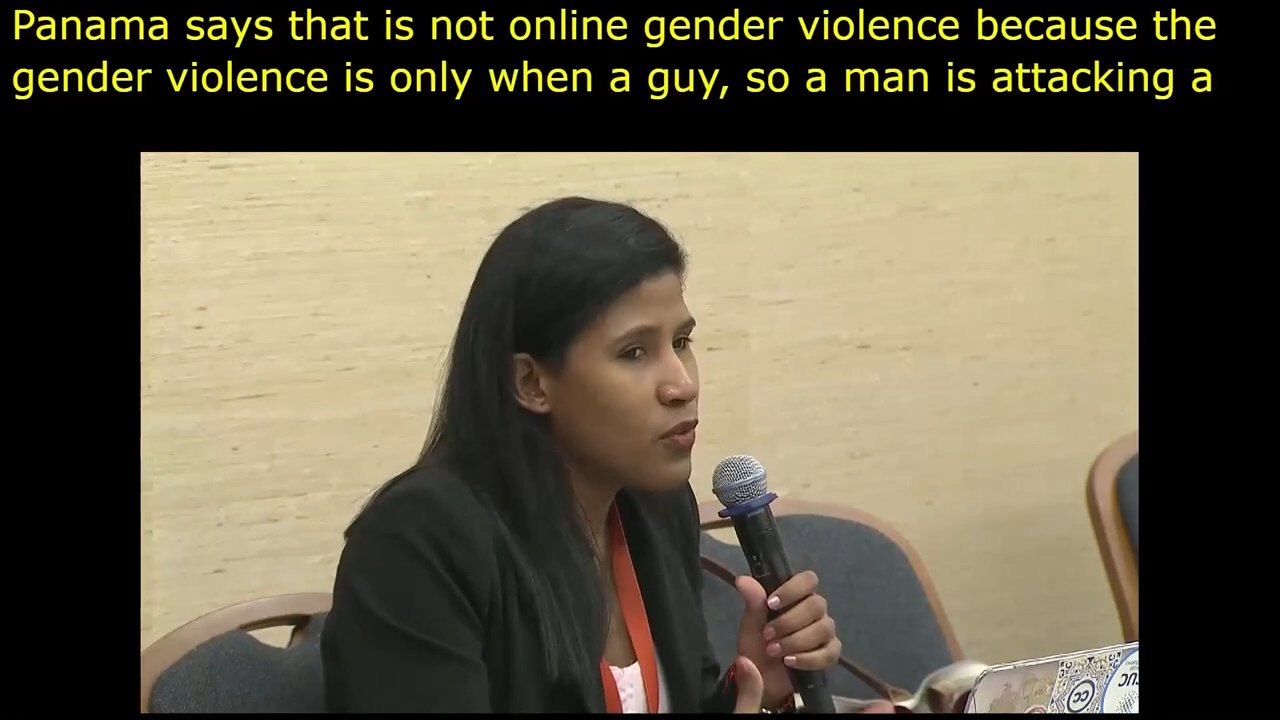 Panama says that is not online gender violence because the
gender violence is only when a guy, so a man is attacking a
CC